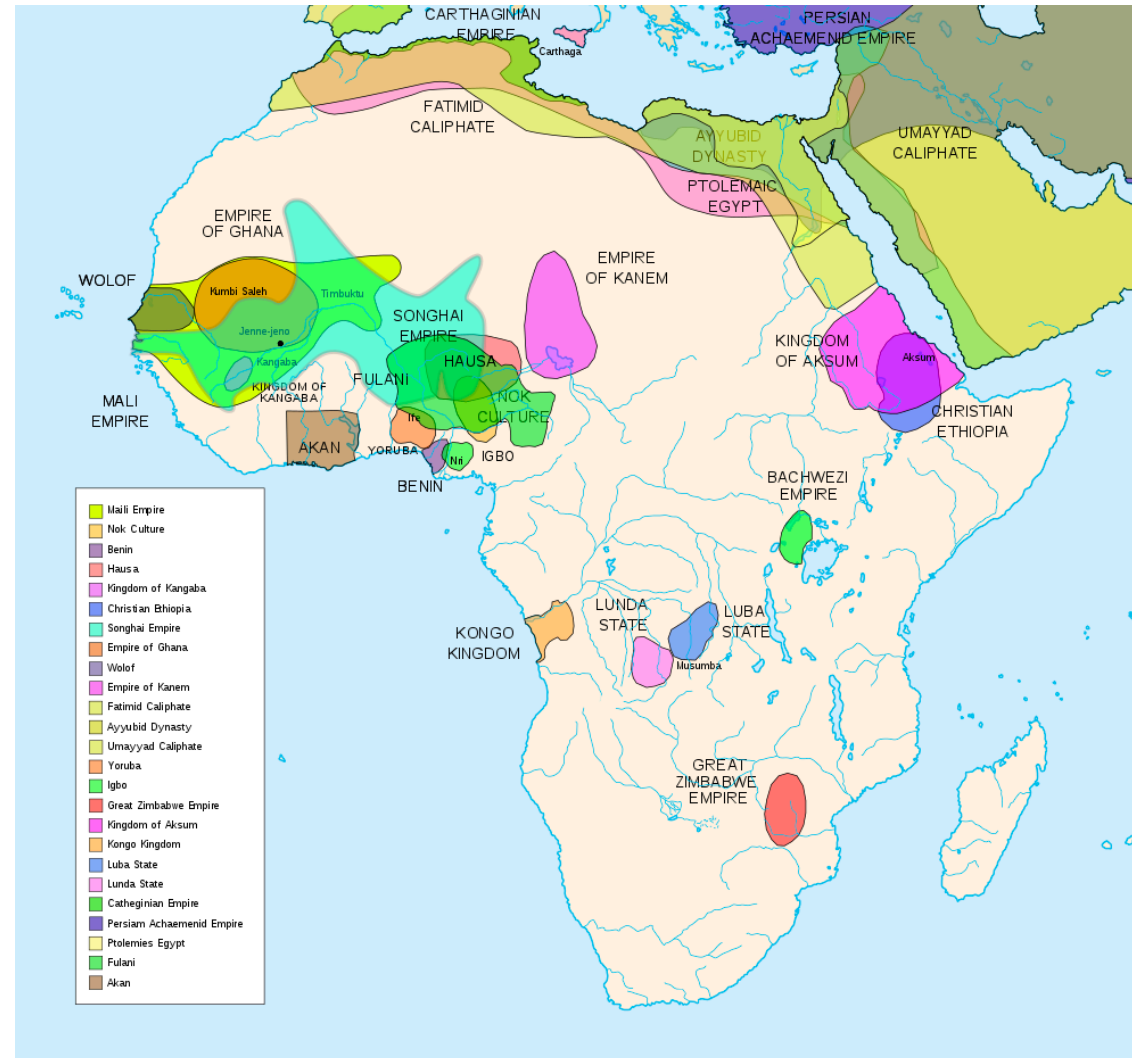 CARTHAGINIAN
EMPIRE
Carthaga
PERSIAN
ACHAEMENID EMPIRE
FATIMID
CALIPHATE
AYYUBID
DYNASTY
UMAYYAD
CALIPHATE
PTOLEMAIC
EGYPT
EMPIRE
OF GHANA
WOLOF
Kumbi Saleh
Timbuktu
EMPIRE
OF KANEM
Jenne-jeno
SONGHAI
EMPIRE
KINGDOM
OF AKSUM
Aksum
Kangaba
HAUSA
FULANI
KINGDOM OF
KANGABA
MALI
EMPIRE
NOK
CULTURE
CHRISTIAN
ETHIOPIA
Ife
AKAN
YORUBA
Nri
IGBO
BENIN
BACHWEZI
EMPIRE
Maili Empire
Nok Culture
Benin
Hausa
Kingdom of Kangaba
Christian Ethiopia
Songhai Empire
Empire of Ghana
Wolof
Empire of Kanem
Fatimid Caliphate
Ayyubid Dynasty
Umayyad Caliphate
Yoruba
Igbo
Great Zimbabwe Empire
Kingdom of Aksum
Kongo Kingdom
Luba State
Lunda State
Catheginian Empire
Persiam Achaemenid Empire
Ptolemies Egypt
Fulani
Akan
LUNDA
STATE
LUBA
STATE
KONGO
KINGDOM
Musumba
GREAT
ZIMBABWE
EMPIRE